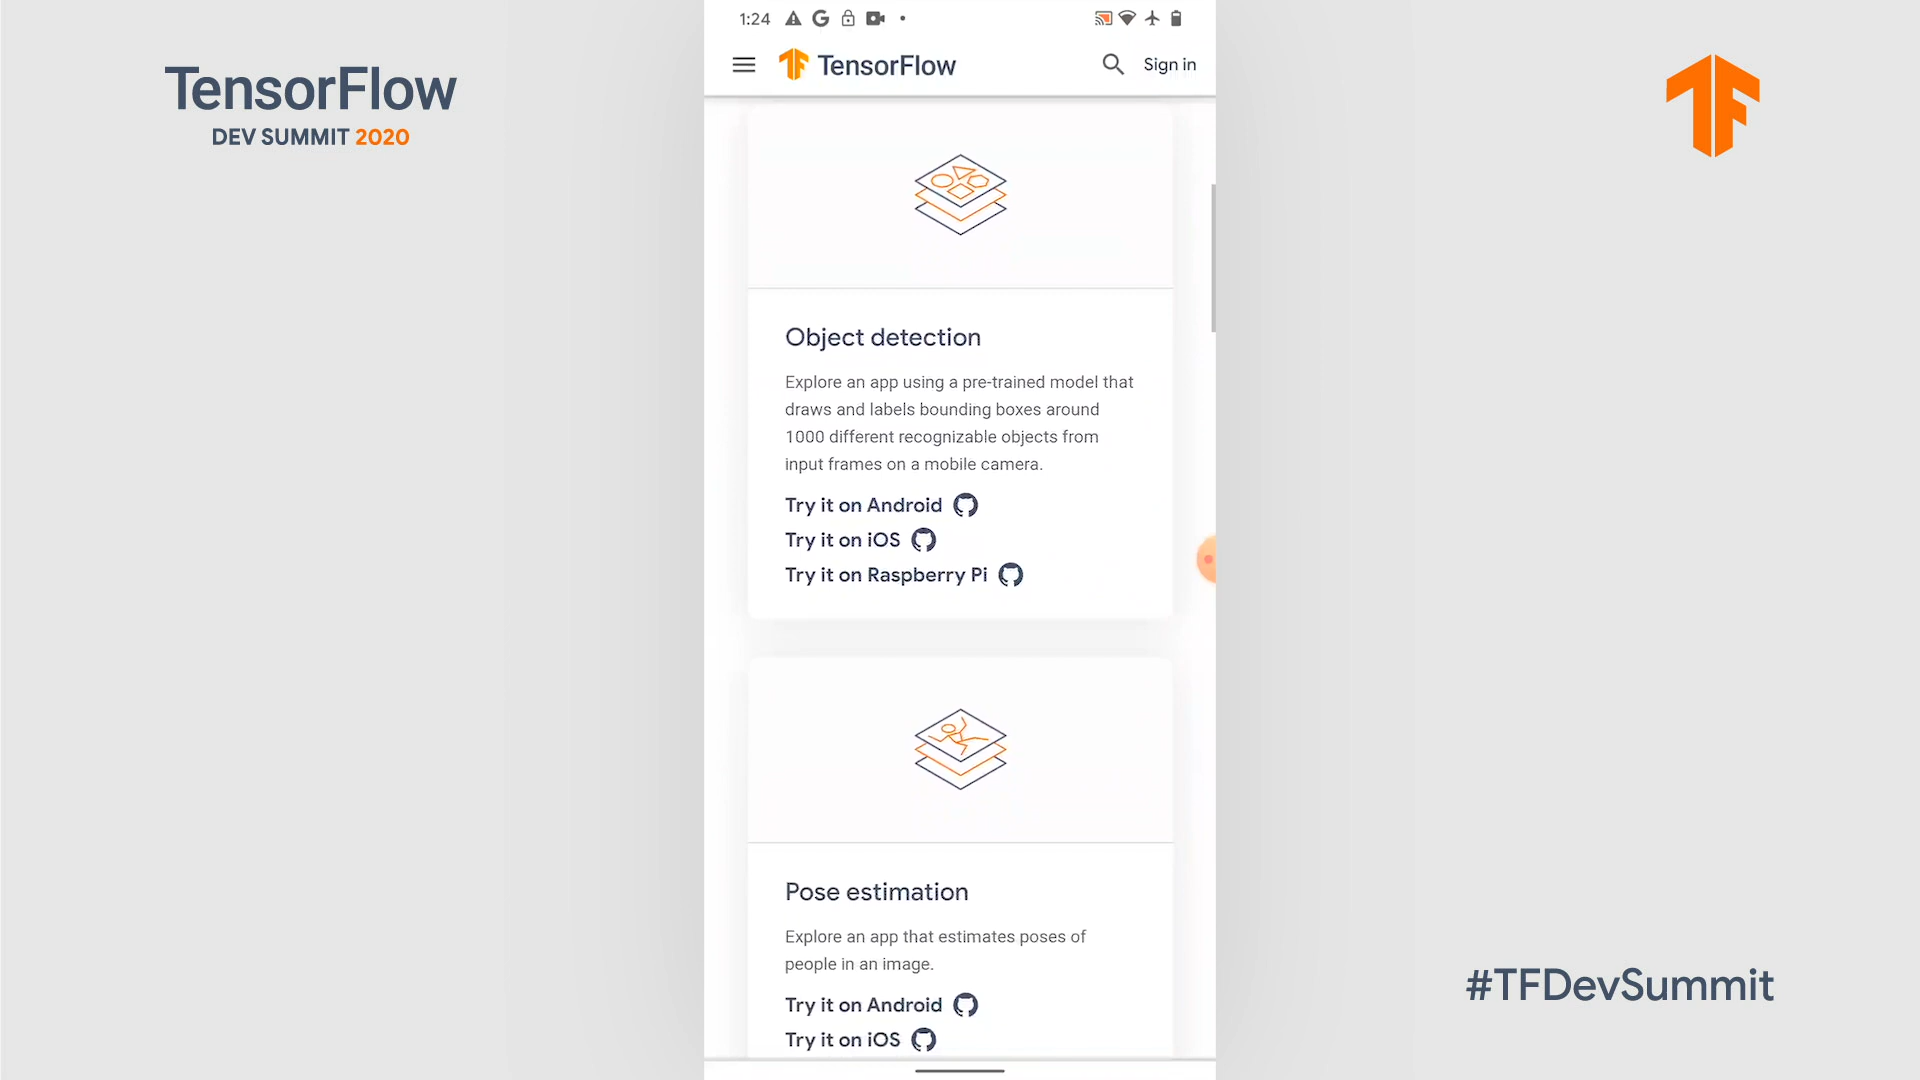 TensorFlow
DEV SUMMIT 2020
1:24
TensorFlow
Sign in
Object detection
Explore an app using a pre-trained model that
draws and labels bounding boxes around
1000 different recognizable objects from
input frames on a mobile camera.
Try it on Android
Try it on iOS
Try it on Raspberry Pi
Pose estimation
Explore an app that estimates poses of
people in an image.
Try it on Android
Try it on iOS
#TFDevSummit